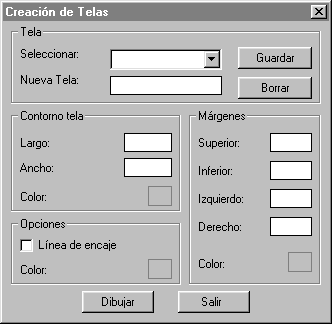 Creación de Telas
Tela
Seleccionar:
Guardar
Nueva Tela:
Borrar
Contorno tela
Largo:
Ancho:
Color:
Márgenes
Superior:
Inferior:
Izquierdo:
Derecho:
Color:
Opciones
Línea de encaje
Color:
Dibujar
Salir